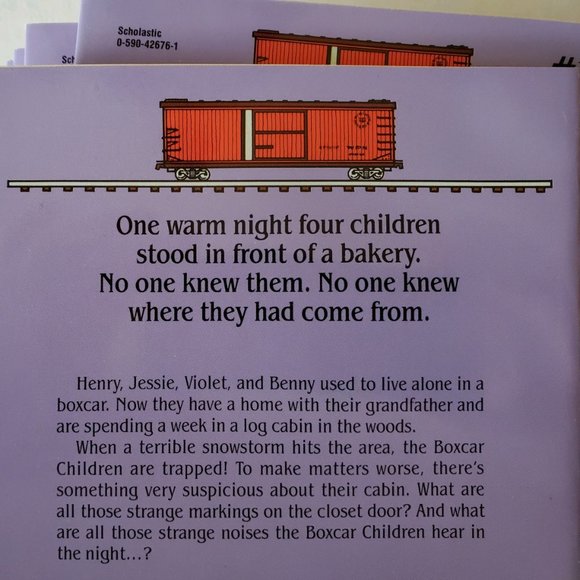 Scholastic
0-590-42676-1
One warm night four children
stood in front of a bakery.
No one knew them. No one knew
where they had come from.
Henry, Jessie, Violet, and Benny used to live alone in a
boxcar. Now they have a home with their grandfather and
are spending a week in a log cabin in the woods.
When a terrible snowstorm hits the area, the Boxcar
Children are trapped! To make matters worse, there's
something very suspicious about their cabin. What are
all those strange markings on the closet door? And what
are all those strange noises the Boxcar Children hear in
the night...?